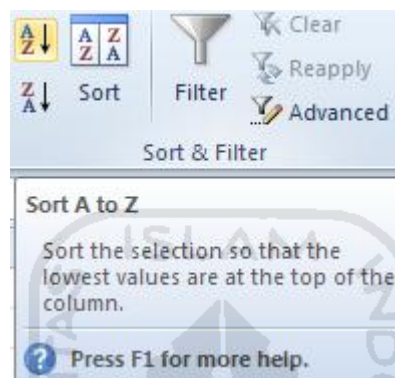 A
Z
Z
A
A Z
Z A
Sort
Filter
Clear
Reapply
Advanced
Sort & Filter
Sort A to Z
Sort the selection so that the
lowest values are at the top of the
column.
Press F1 for more help.
ISLAM